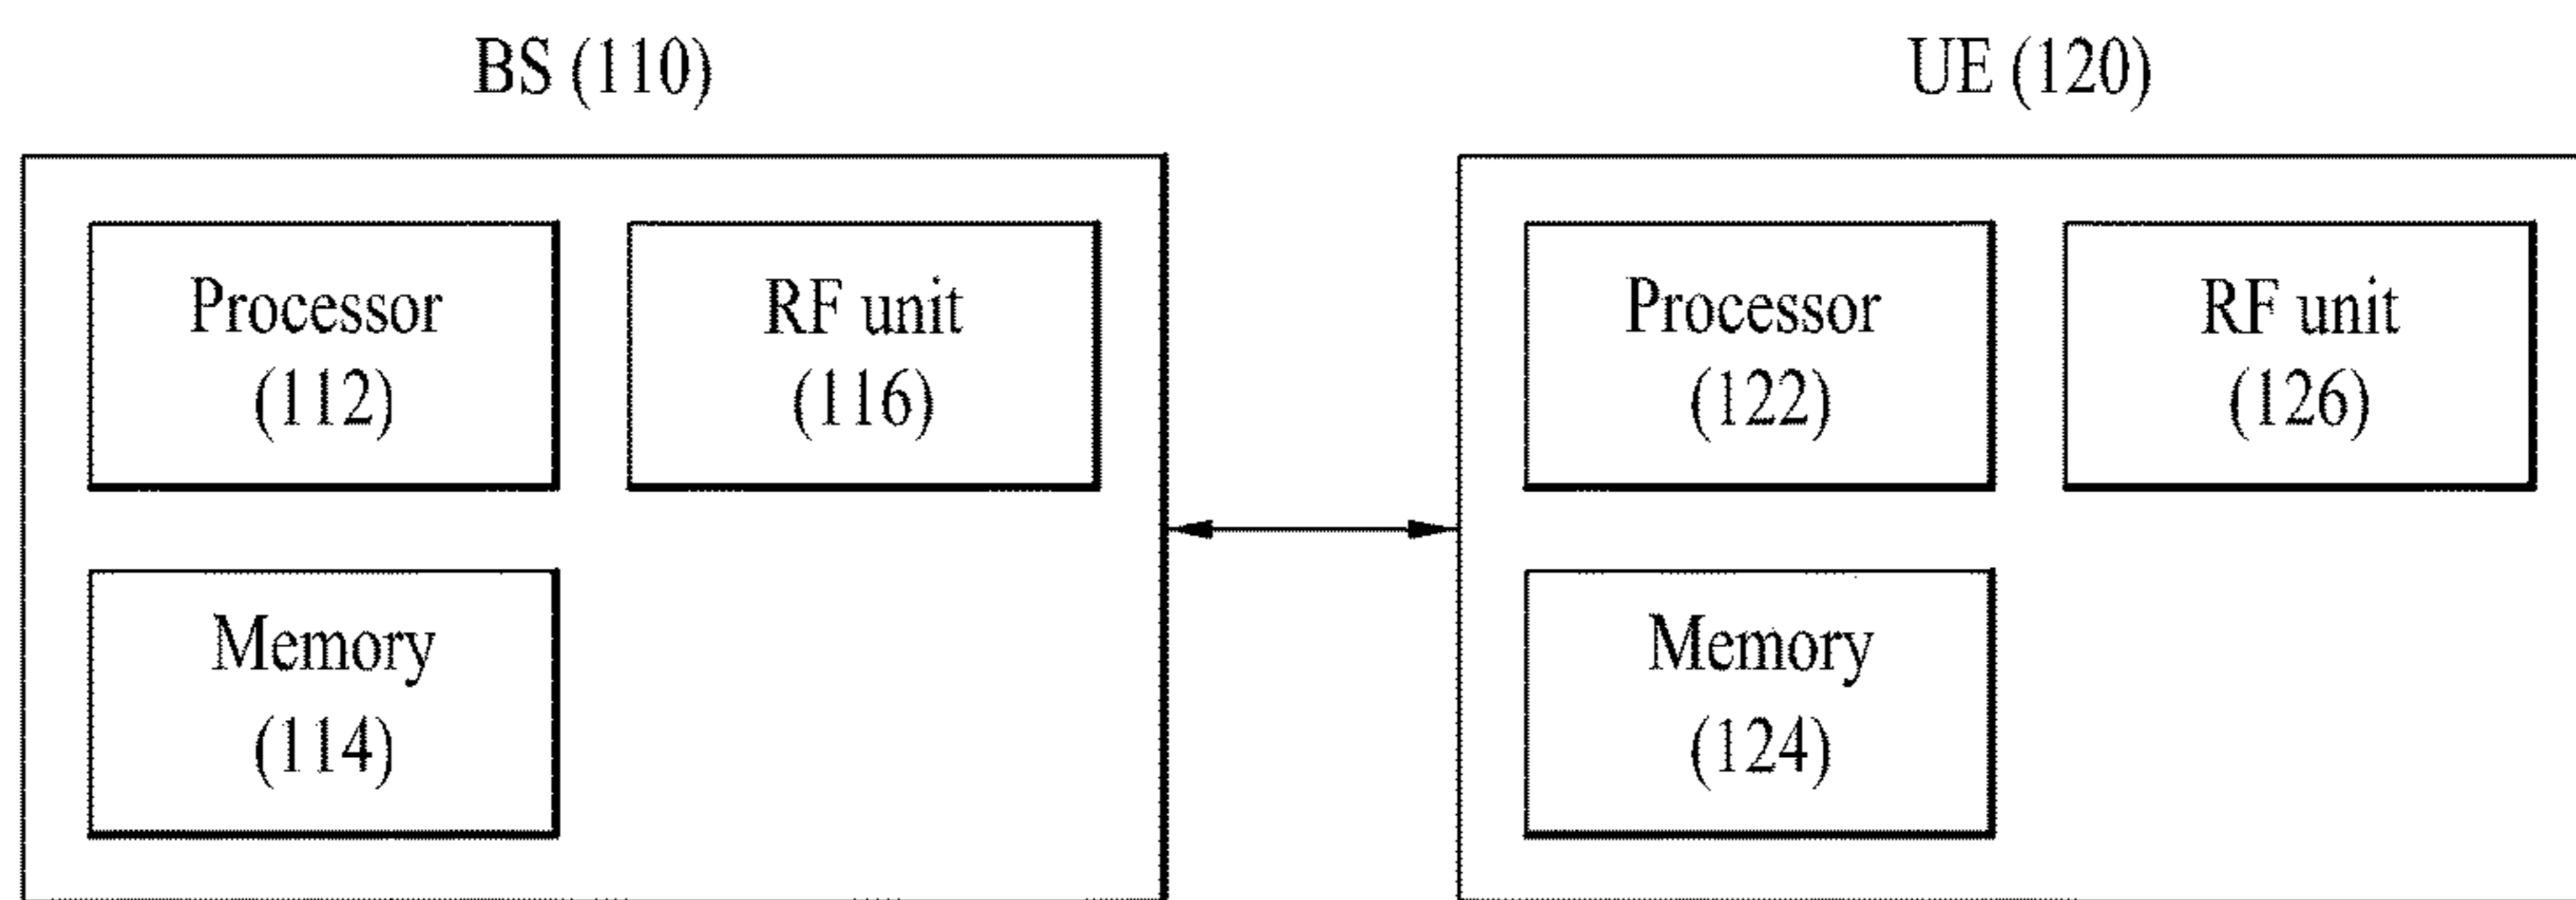 BS (110)
UE (120)
Processor
(112)
RF unit
(116)
Processor
(122)
RF unit
(126)
Memory
(114)
Memory
(124)